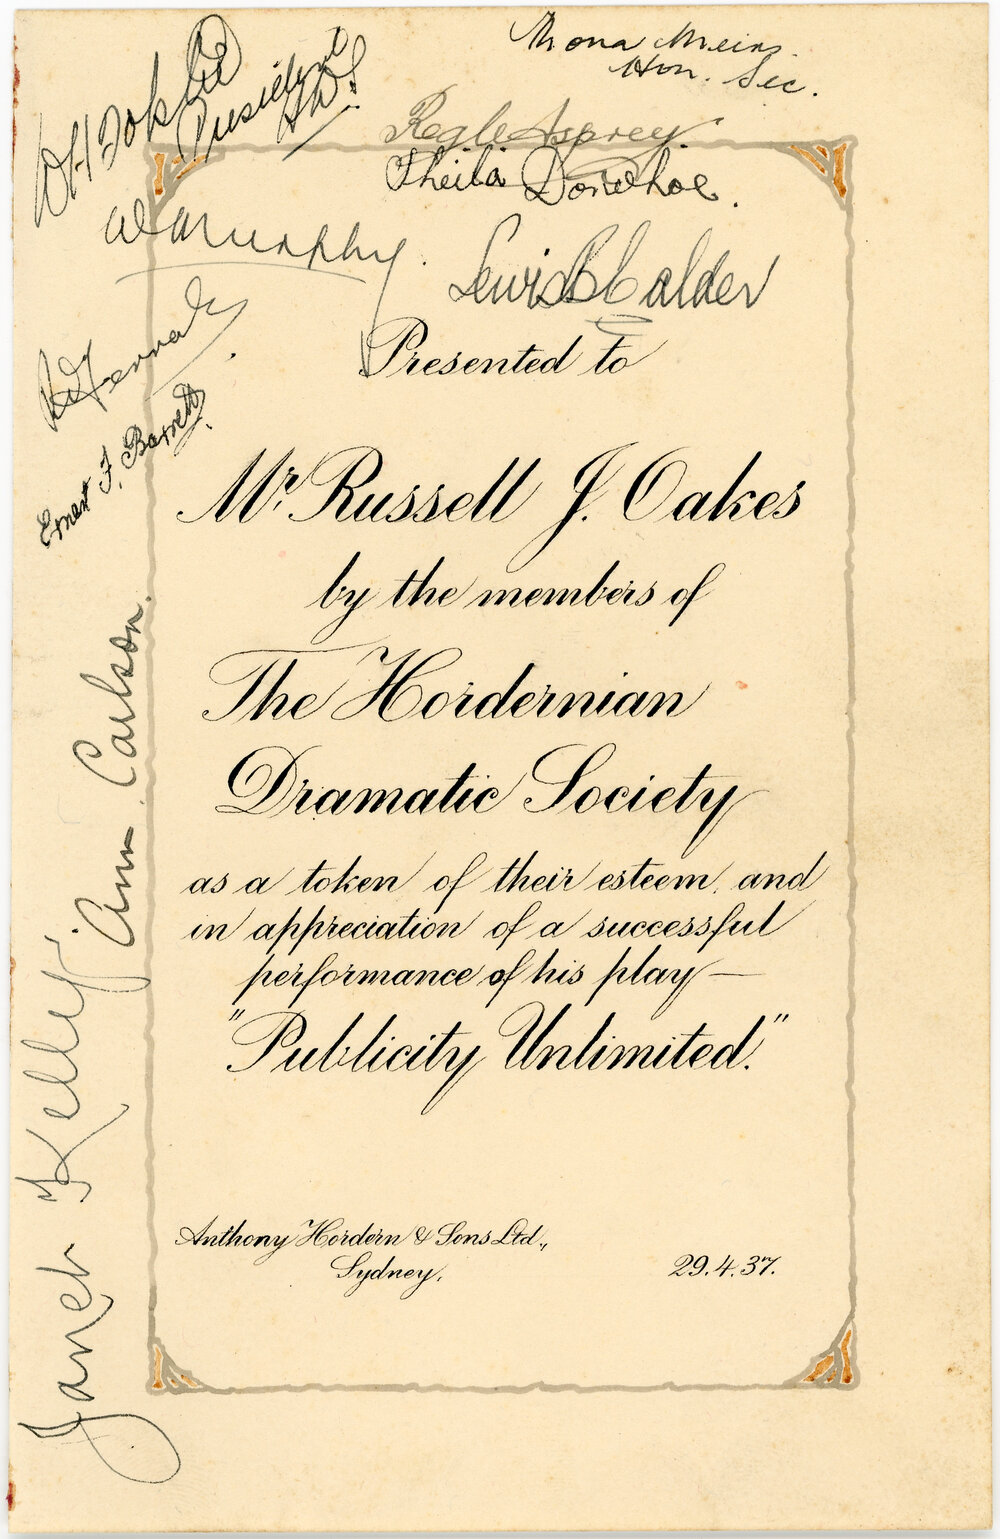 Mona
Hon. Sec.
President
Sheila Donohoe.
W Murphy.
Lewis B Calder
Ernest F. Barrett
Ann Carlson.
Janet Kelly
Presented to
Mr. Russell J. Oakes
by the members of
The Hordernian
Dramatic Society
as a token of their esteem, and
in appreciation of a successful
performance of his play—
"Publicity Unlimited."
Anthony Hordern & Sons Ltd.,
Sydney.
29.4.37.